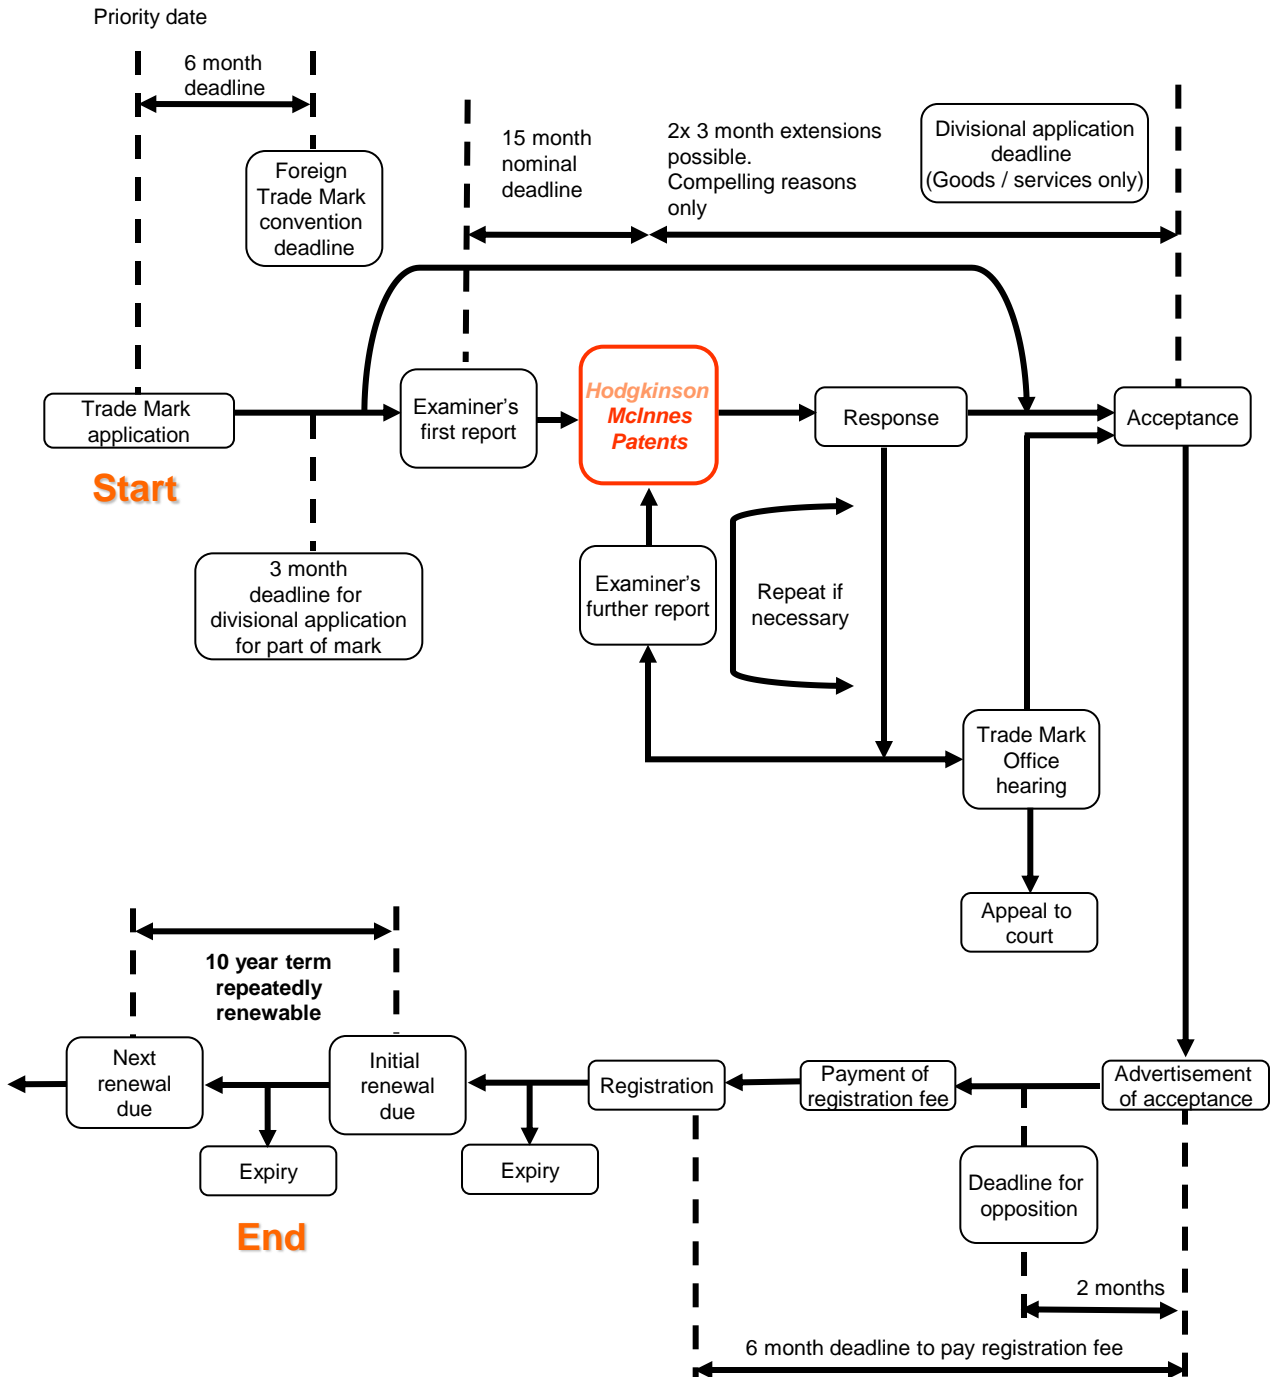 Priority date
6 month
deadline
Foreign
Trade Mark
convention
deadline
15 month
nominal
deadline
2x 3 month extensions
possible.
Compelling reasons
only
Divisional application
deadline
(Goods / services only)
Trade Mark
application
Start
Examiner's
first report
Hodgkinson
McInnes
Patents
Response
Acceptance
3 month
deadline for
divisional application
for part of mark
Examiner's
further report
Repeat if
necessary
Trade Mark
Office
hearing
Appeal to
court
10 year term
repeatedly
renewable
Next
renewal
due
Initial
renewal
due
Registration
Payment of
registration fee
Advertisement
of acceptance
Expiry
Expiry
Deadline for
opposition
End
2 months
6 month deadline to pay registration fee